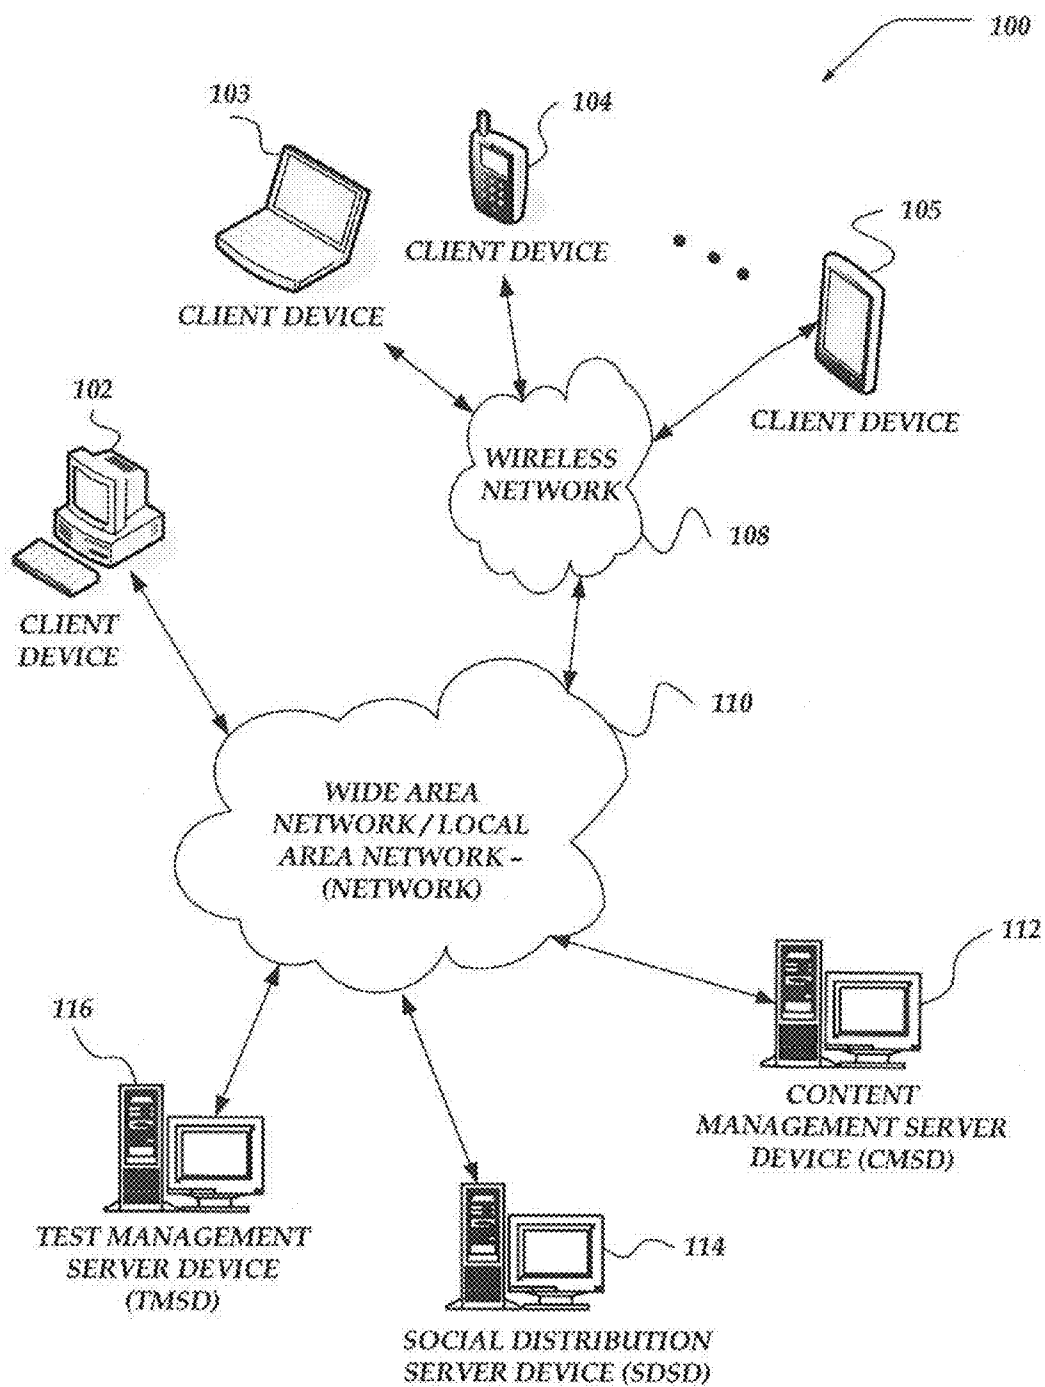 100
103
104
CLIENT DEVICE
105
CLIENT DEVICE
CLIENT DEVICE
102
WIRELESS
NETWORK
108
CLIENT
DEVICE
110
WIDE AREA
NETWORK / LOCAL
AREA NETWORK –
(NETWORK)
112
116
CONTENT
MANAGEMENT SERVER
DEVICE (CMSD)
TEST MANAGEMENT
SERVER DEVICE
(TMSD)
114
SOCIAL DISTRIBUTION
SERVER DEVICE (SDSD)